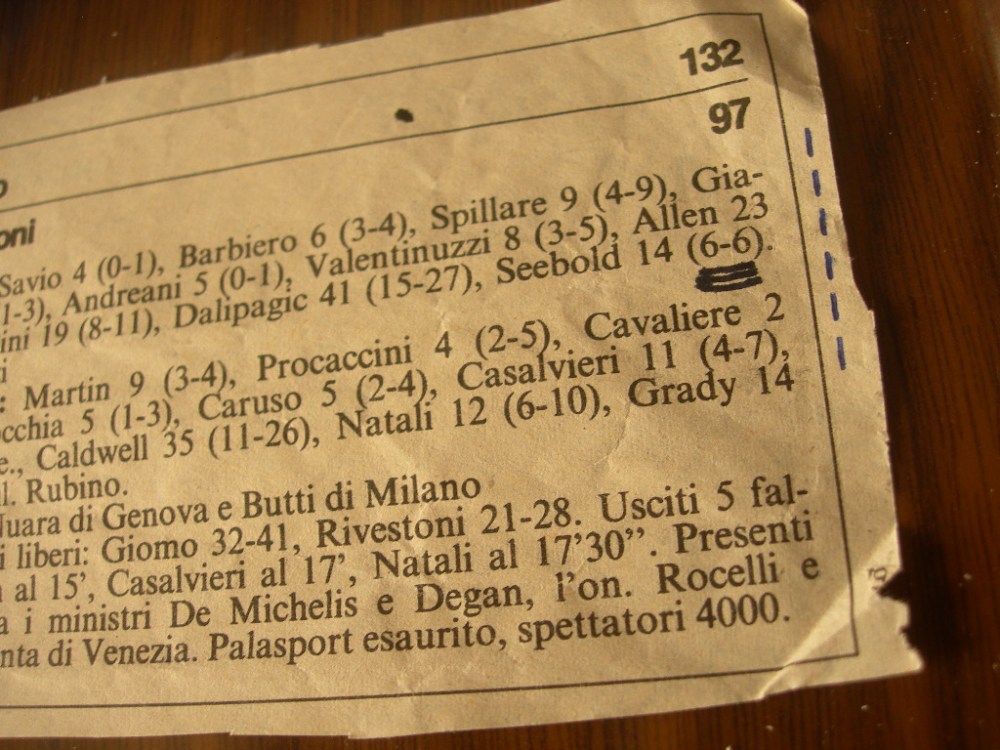 132
97
oni
Savio 4 (0-1), Barbiero 6 (3-4), Spillare 9 (4-9), Gia-
1-3), Andreani 5 (0-1), Valentinuzzi 8 (3-5), Allen 23
ini 19 (8-11), Dalipagic 41 (15-27), Seebold 14 (6-6).
: Martin 9 (3-4), Procaccini 4 (2-5), Cavaliere 2
cchia 5 (1-3), Caruso 5 (2-4), Casalvieri 11 (4-7),
e., Caldwell 35 (11-26), Natali 12 (6-10), Grady 14
l. Rubino.
Nuara di Genova e Butti di Milano
i liberi: Giomo 32-41, Rivestoni 21-28. Usciti 5 fal-
al 15’, Casalvieri al 17’, Natali al 17’30”. Presenti
a i ministri De Michelis e Degan, l’on. Rocelli e
nta di Venezia. Palasport esaurito, spettatori 4000.